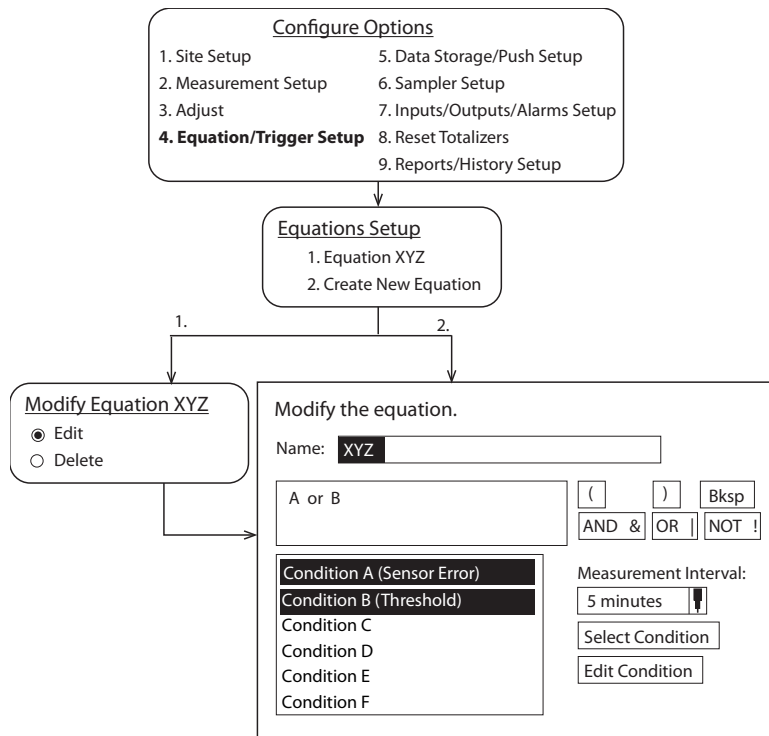 Configure Options
1. Site Setup
2. Measurement Setup
3. Adjust
4. Equation/Trigger Setup
5. Data Storage/Push Setup
6. Sampler Setup
7. Inputs/Outputs/Alarms Setup
8. Reset Totalizers
9. Reports/History Setup
Equations Setup
1. Equation XYZ
2. Create New Equation
1.
2.
Modify Equation XYZ
Edit
Delete
Modify the equation.
Name: XYZ
A or B
( ) Bksp
AND & OR | NOT !
Condition A (Sensor Error)
Condition B (Threshold)
Condition C
Condition D
Condition E
Condition F
Measurement Interval:
5 minutes
Select Condition
Edit Condition